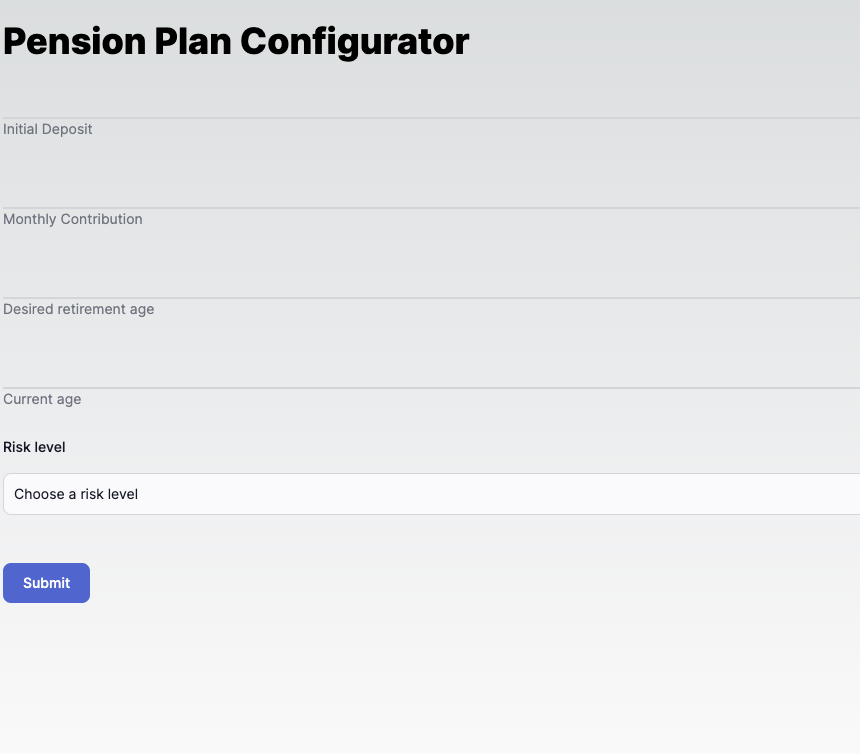 Pension Plan Configurator
Initial Deposit
Monthly Contribution
Desired retirement age
Current age
Risk level
Choose a risk level
Submit